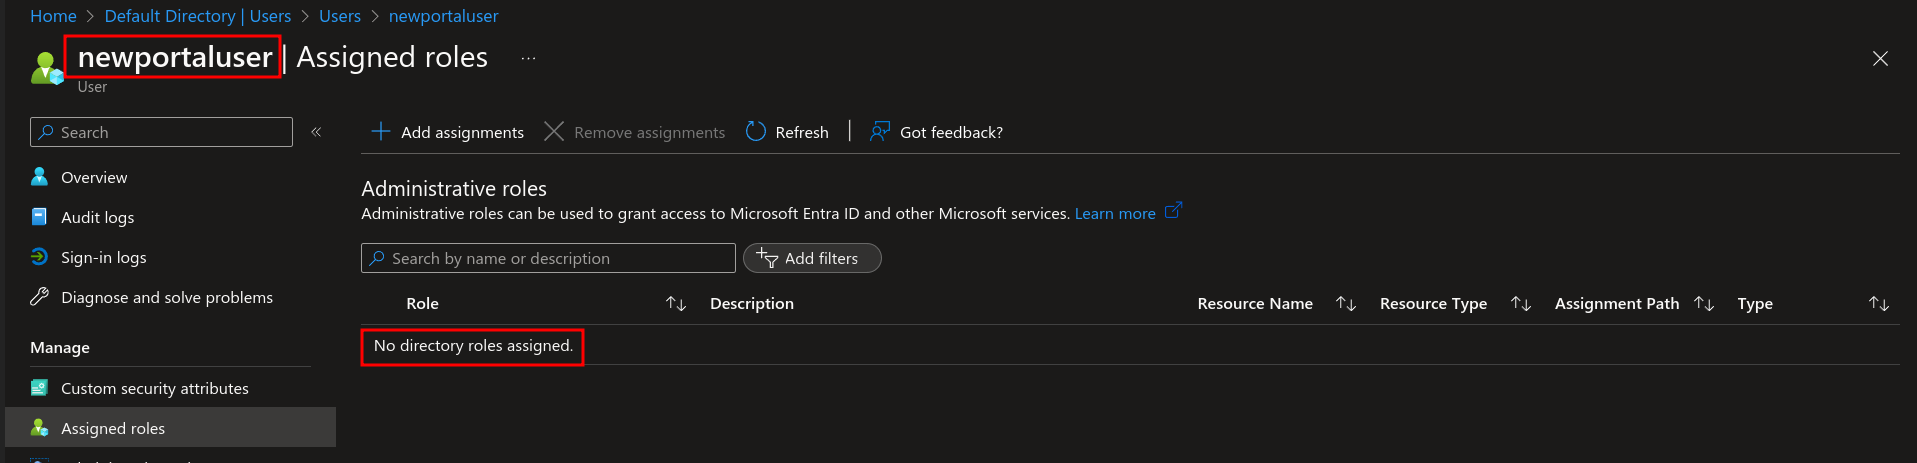 Home > Default Directory | Users > Users > newportaluser
newportaluser | Assigned roles ...
User
Search
«
Add assignments
Remove assignments
Refresh
Got feedback?
Overview
Audit logs
Sign-in logs
Diagnose and solve problems
Manage
Custom security attributes
Assigned roles
Administrative roles
Administrative roles can be used to grant access to Microsoft Entra ID and other Microsoft services. Learn more
Search by name or description
Add filters
Role
Description
Resource Name
Resource Type
Assignment Path
Type
No directory roles assigned.